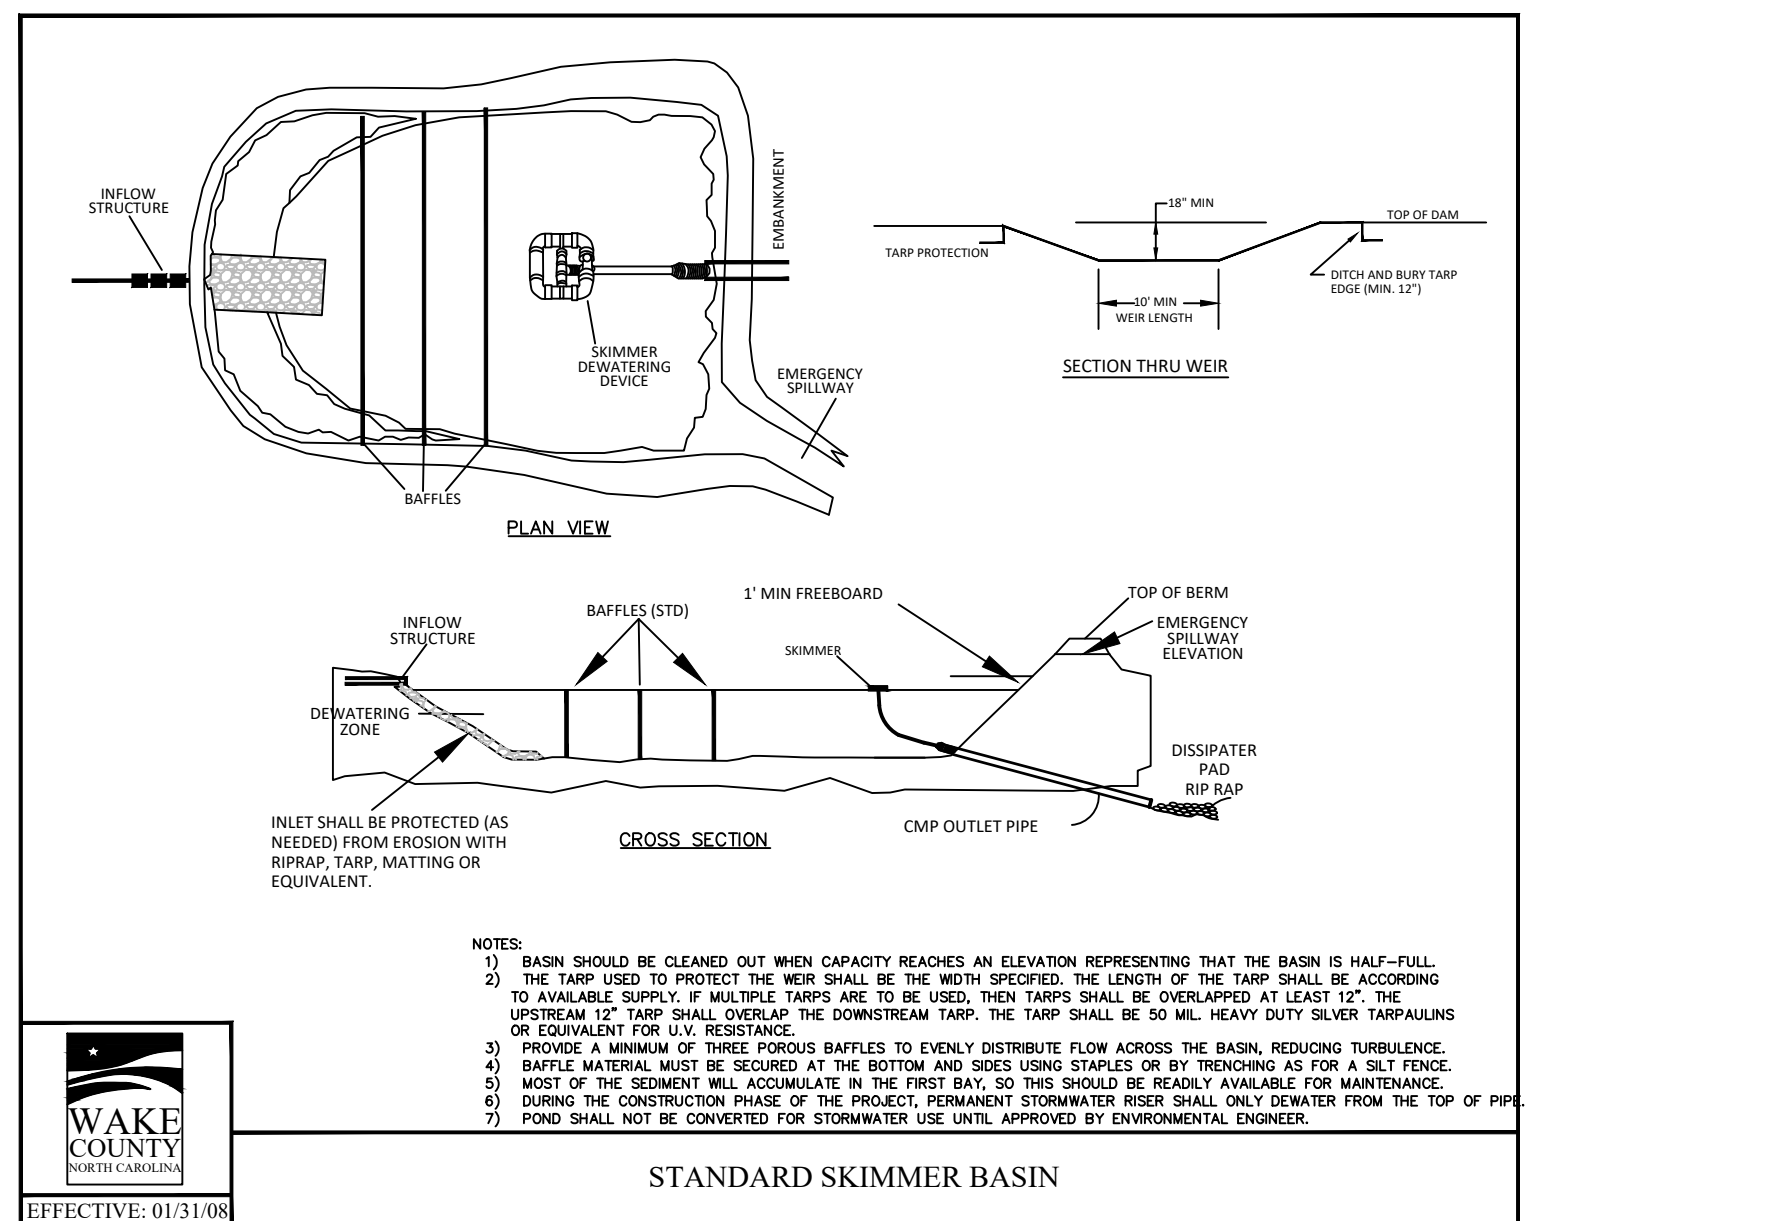 INFLOW
STRUCTURE
EMBANKMENT
SKIMMER
DEWATERING
DEVICE
EMERGENCY
SPILLWAY
BAFFLES
PLAN VIEW
18" MIN
TOP OF DAM
TARP PROTECTION
DITCH AND BURY TARP
EDGE (MIN. 12")
10' MIN
WEIR LENGTH
SECTION THRU WEIR
INFLOW
STRUCTURE
BAFFLES (STD)
1' MIN FREEBOARD
SKIMMER
TOP OF BERM
EMERGENCY
SPILLWAY
ELEVATION
DEWATERING
ZONE
DISSIPATER
PAD
RIP RAP
CMP OUTLET PIPE
INLET SHALL BE PROTECTED (AS
NEEDED) FROM EROSION WITH
RIPRAP, TARP, MATTING OR
EQUIVALENT.
CROSS SECTION
NOTES:
1) BASIN SHOULD BE CLEANED OUT WHEN CAPACITY REACHES AN ELEVATION REPRESENTING THAT THE BASIN IS HALF-FULL.
2) THE TARP USED TO PROTECT THE WEIR SHALL BE THE WIDTH SPECIFIED. THE LENGTH OF THE TARP SHALL BE ACCORDING
TO AVAILABLE SUPPLY. IF MULTIPLE TARPS ARE TO BE USED, THEN TARPS SHALL BE OVERLAPPED AT LEAST 12". THE
UPSTREAM 12" TARP SHALL OVERLAP THE DOWNSTREAM TARP. THE TARP SHALL BE 50 MIL. HEAVY DUTY SILVER TARPAULINS
OR EQUIVALENT FOR U.V. RESISTANCE.
3) PROVIDE A MINIMUM OF THREE POROUS BAFFLES TO EVENLY DISTRIBUTE FLOW ACROSS THE BASIN, REDUCING TURBULENCE.
4) BAFFLE MATERIAL MUST BE SECURED AT THE BOTTOM AND SIDES USING STAPLES OR BY TRENCHING AS FOR A SILT FENCE.
5) MOST OF THE SEDIMENT WILL ACCUMULATE IN THE FIRST BAY, SO THIS SHOULD BE READILY AVAILABLE FOR MAINTENANCE.
6) DURING THE CONSTRUCTION PHASE OF THE PROJECT, PERMANENT STORMWATER RISER SHALL ONLY DEWATER FROM THE TOP OF PIPE.
7) POND SHALL NOT BE CONVERTED FOR STORMWATER USE UNTIL APPROVED BY ENVIRONMENTAL ENGINEER.
WAKE
COUNTY
NORTH CAROLINA
STANDARD SKIMMER BASIN
EFFECTIVE: 01/31/08